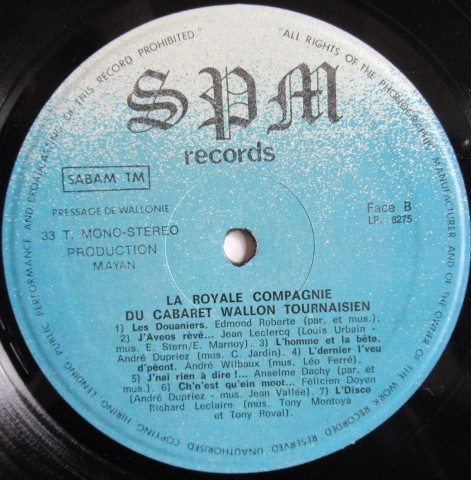 "ALL RIGHTS OF THE PHONOGRAPHIC MANUFACTURER AND OF THE OWNER OF THE WORK RECORDED RESERVED UNAUTHORISED COPYING, HIRING LENDING PUBLIC PERFORMANCE AND BROADCASTING OF THIS RECORD PROHIBITED."
SPM
records
SABAM TM
PRESSAGE DE WALLONIE
33 T. MONO-STEREO
PRODUCTION
MAYAN
Face B
LP. 8275
LA ROYALE COMPAGNIE
DU CABARET WALLON TOURNAISIEN
1) Les Douaniers. Edmond Roberte (par. et mus.)
2) J'Aveos rêvé... Jean Leclercq (Louis Urbain -
mus. E. Stern/E. Marnoy). 3) L'homme et la bête.
André Dupriez (mus. C. Jardin). 4) L'dernier l'veu
d'péont. André Wilbaux (mus. Léo Ferré).
5) J'nai rien à dire!... Anselme Dachy (par. et
mus.). 6) Ch'n'est qu'ein moot... Félicien Doyen
(André Dupriez - mus. Jean Vallée). 7) L'Disco
Richard Leclaire (mus. Tony Montoya
et Tony Roval).